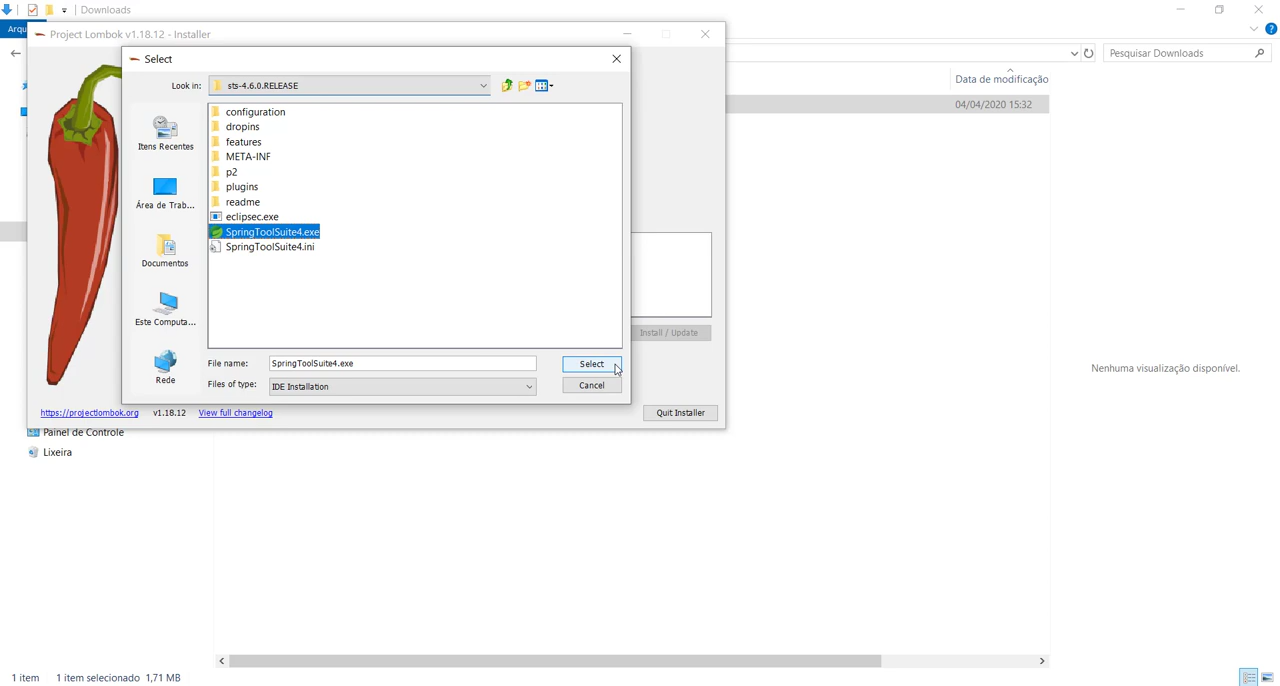 Downloads
Arqu
Project Lombok v1.18.12 - Installer
Pesquisar Downloads
Select
Look in:
sts-4.6.0.RELEASE
Data de modificação
04/04/2020 15:32
Itens Recentes
Área de Trab...
Documentos
Este Computa...
Rede
configuration
dropins
features
META-INF
p2
plugins
readme
eclipsec.exe
SpringToolSuite4.exe
SpringToolSuite4.ini
Install / Update
File name:
SpringToolSuite4.exe
Select
Files of type:
IDE Installation
Cancel
Nenhuma visualização disponível.
https://projectlombok.org
v1.18.12
View full changelog
Quit Installer
Painel de Controle
Lixeira
1 item
1 item selecionado 1,71 MB